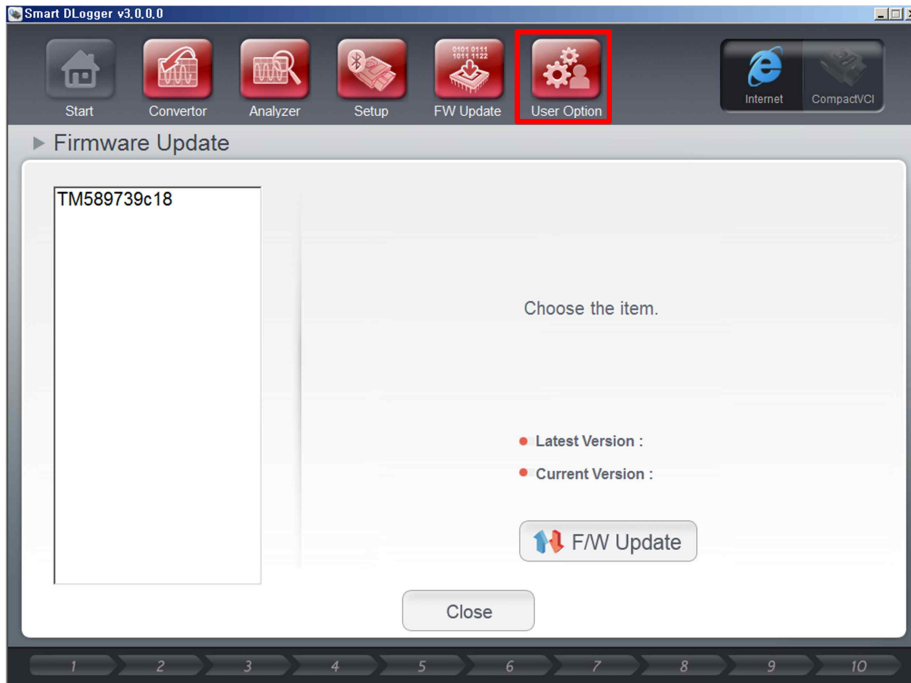 Smart DLogger v3,0,0,0
0101 0111
1011 1122
Start Convertor Analyzer Setup FW Update User Option Internet CompactVCI
Firmware Update
TM589739c18
Choose the item.
Latest Version :
Current Version :
F/W Update
Close
1 2 3 4 5 6 7 8 9 10